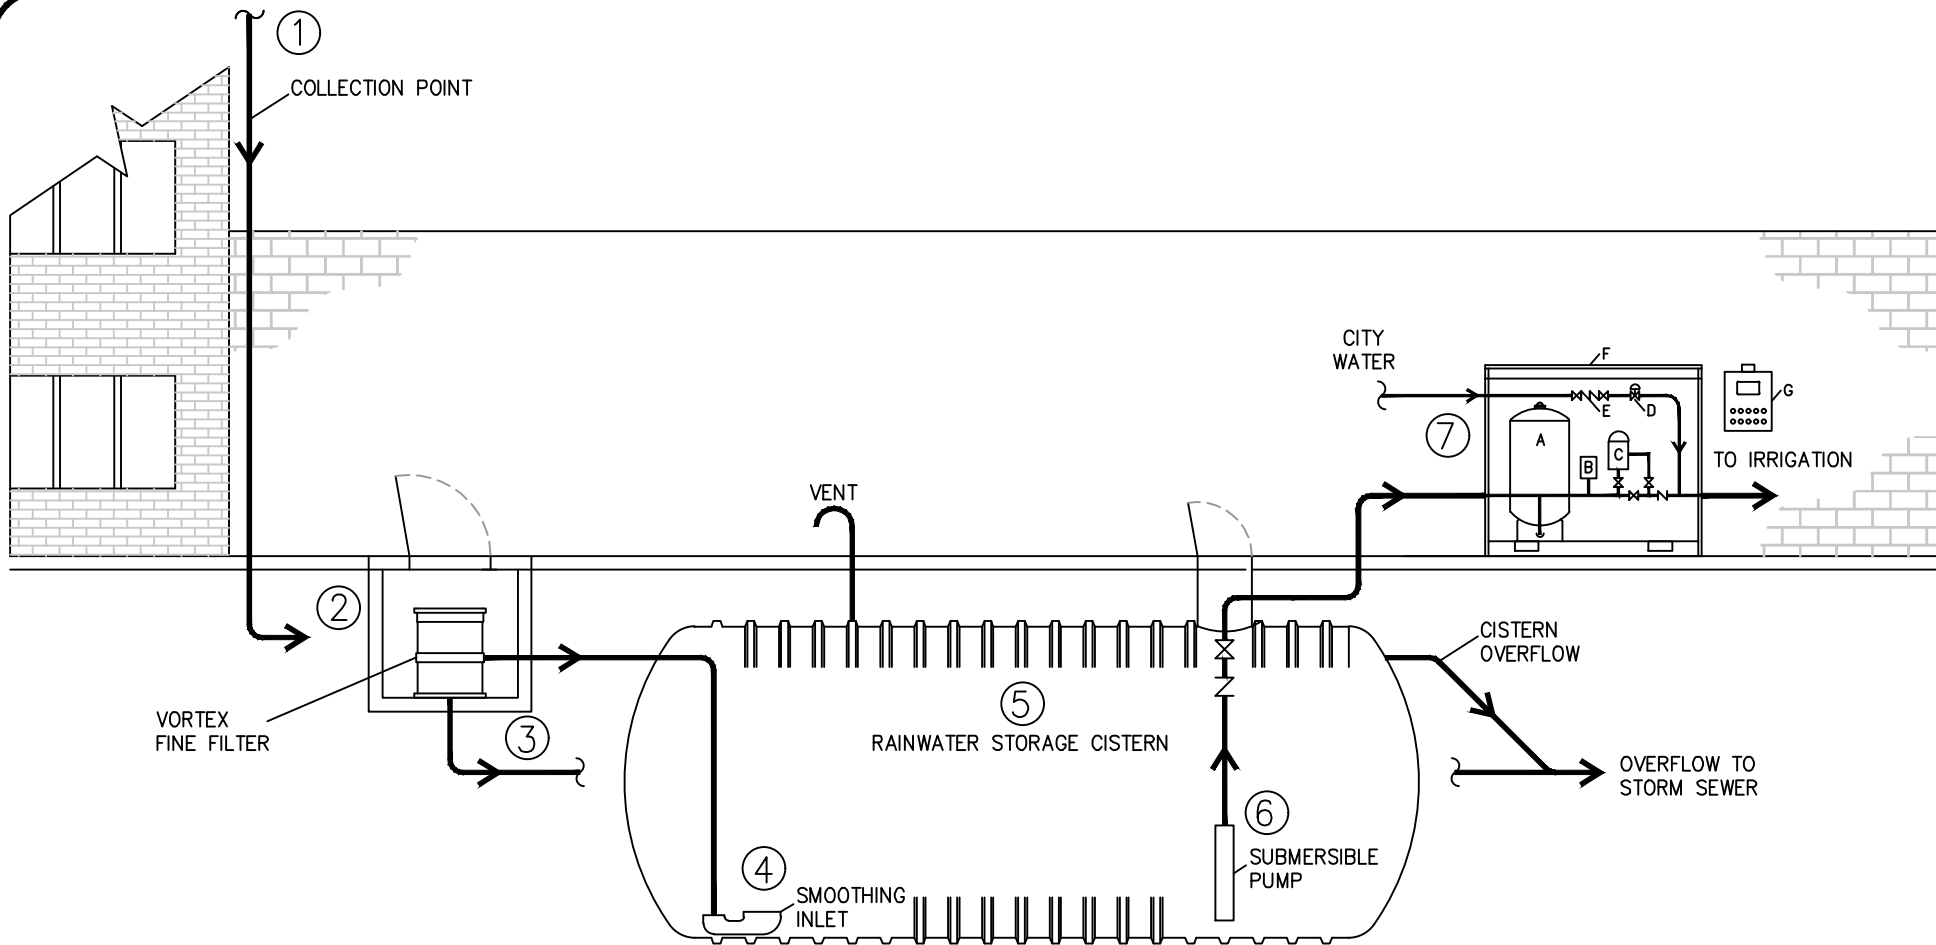 1
COLLECTION POINT
CITY
WATER
F
G
E
D
7
A
C
B
TO IRRIGATION
VENT
2
CISTERN
OVERFLOW
5
RAINWATER STORAGE CISTERN
VORTEX
FINE FILTER
3
OVERFLOW TO
STORM SEWER
6
SUBMERSIBLE
PUMP
4
SMOOTHING
INLET